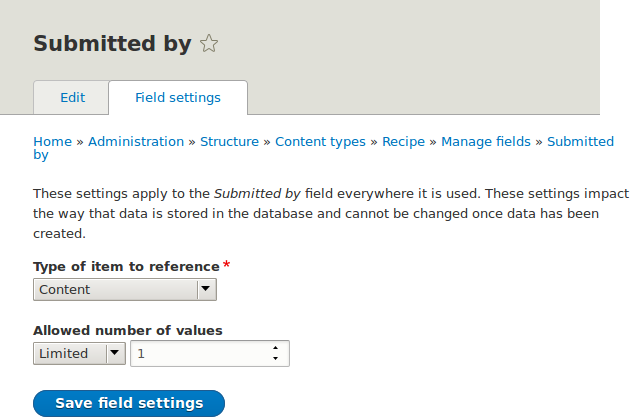 Submitted by
Edit Field settings
Home » Administration » Structure » Content types » Recipe » Manage fields » Submitted
by
These settings apply to the Submitted by field everywhere it is used. These settings impact
the way that data is stored in the database and cannot be changed once data has been
created.
Type of item to reference*
Content
Allowed number of values
Limited 1
Save field settings